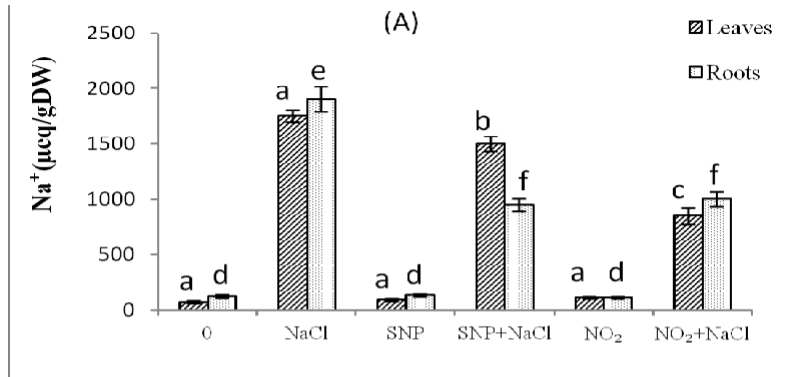 (A)
Leaves
Roots
Na⁺(µeq/gDW)
2500
2000
1500
1000
500
0
a d a e a d b f a d c f
0 NaCl SNP SNP+NaCl NO₂ NO₂+NaCl